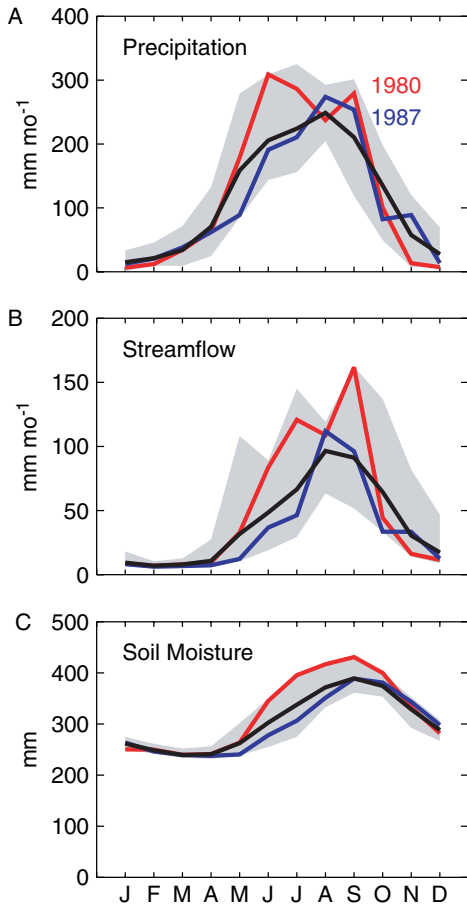 A
400
Precipitation
1980
1987
300
200
100
0
mm mo⁻¹
B
200
Streamflow
150
100
50
0
mm mo⁻¹
C
500
Soil Moisture
400
300
200
100
0
mm
J F M A M J J A S O N D